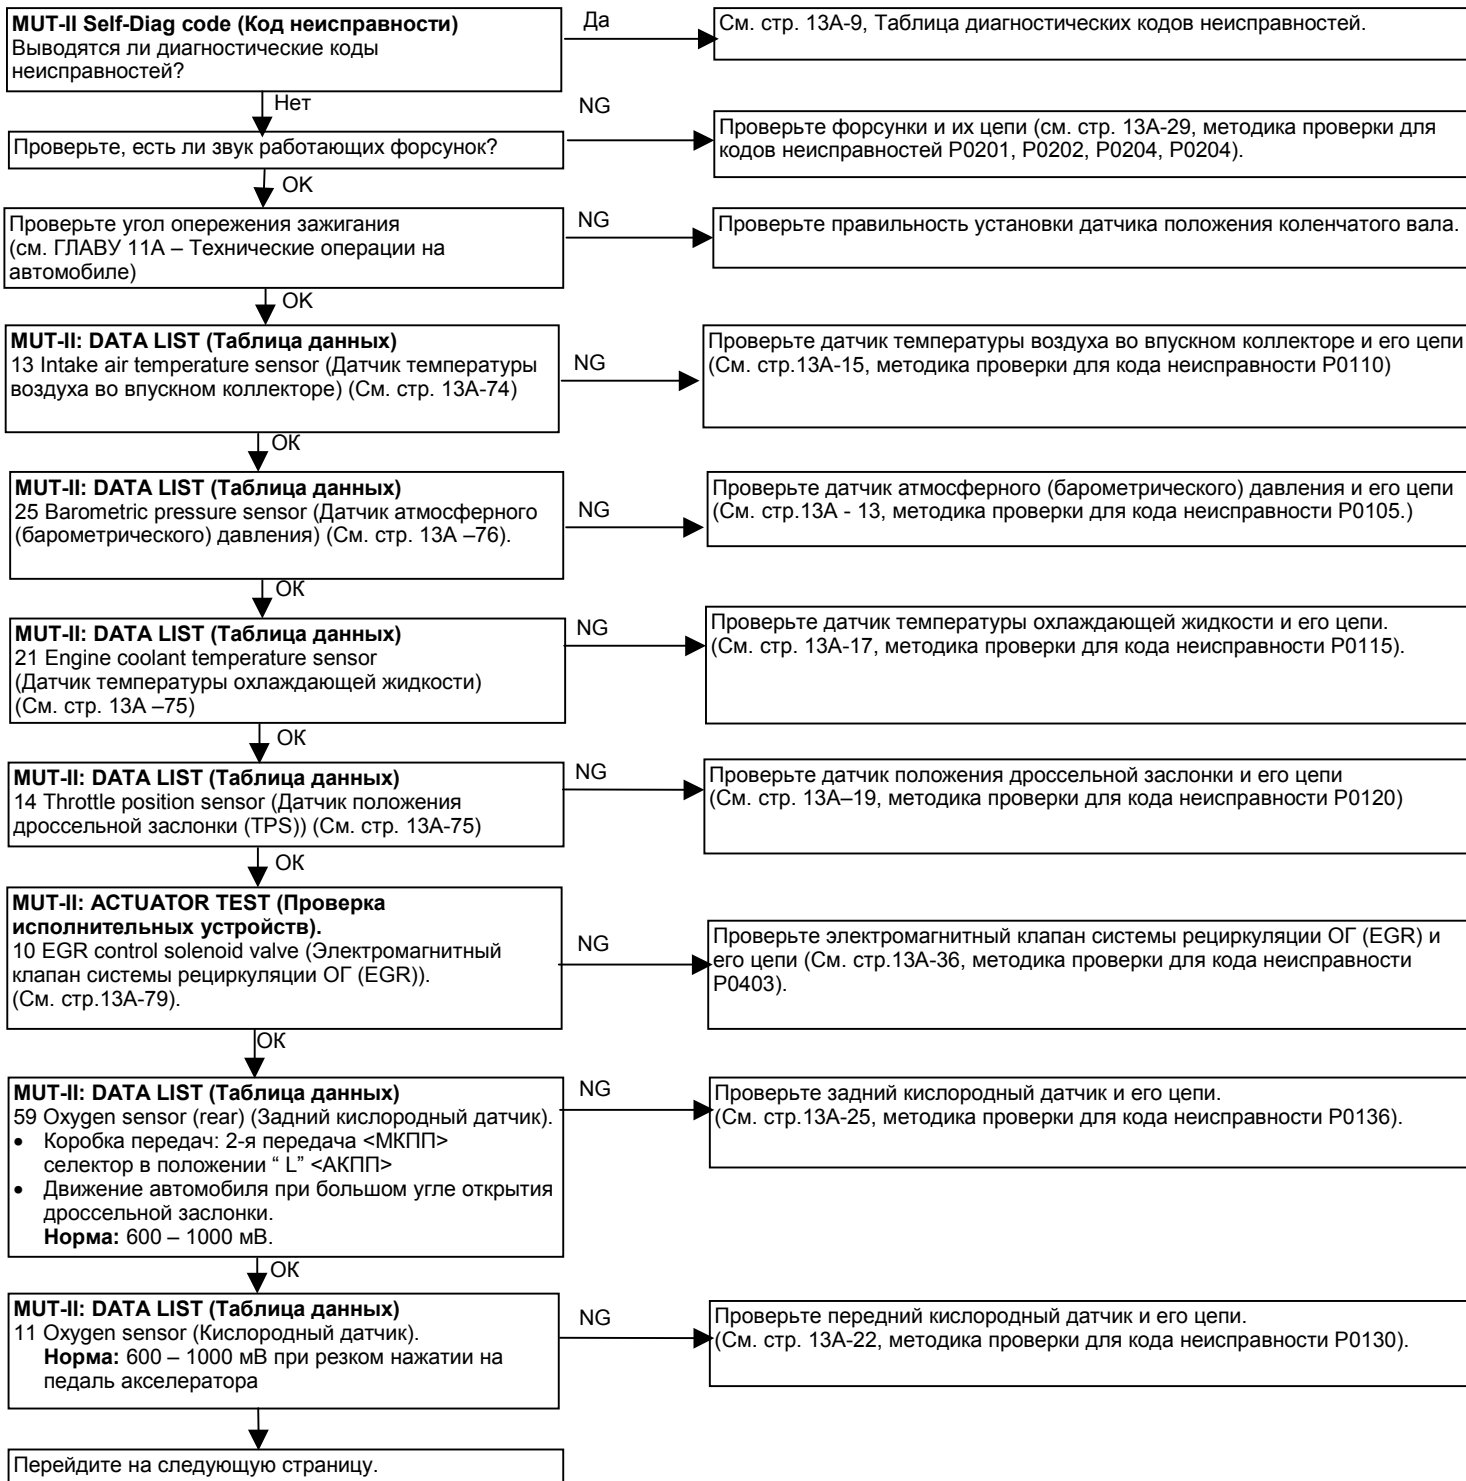 MUT-II Self-Diag code (Код неисправности)
Выводятся ли диагностические коды
неисправностей?
Да
См. стр. 13А-9, Таблица диагностических кодов неисправностей.
Нет
Проверьте, есть ли звук работающих форсунок?
NG
Проверьте форсунки и их цепи (см. стр. 13А-29, методика проверки для
кодов неисправностей Р0201, Р0202, Р0204, Р0204).
OK
Проверьте угол опережения зажигания
(см. ГЛАВУ 11А – Технические операции на
автомобиле)
NG
Проверьте правильность установки датчика положения коленчатого вала.
OK
MUT-II: DATA LIST (Таблица данных)
13 Intake air temperature sensor (Датчик температуры
воздуха во впускном коллекторе) (См. стр. 13А-74)
NG
Проверьте датчик температуры воздуха во впускном коллекторе и его цепи
(См. стр.13А-15, методика проверки для кода неисправности Р0110)
OK
MUT-II: DATA LIST (Таблица данных)
25 Barometric pressure sensor (Датчик атмосферного
(барометрического) давления) (См. стр. 13А –76).
NG
Проверьте датчик атмосферного (барометрического) давления и его цепи
(См. стр.13А - 13, методика проверки для кода неисправности Р0105.)
OK
MUT-II: DATA LIST (Таблица данных)
21 Engine coolant temperature sensor
(Датчик температуры охлаждающей жидкости)
(См. стр. 13А –75)
NG
Проверьте датчик температуры охлаждающей жидкости и его цепи.
(См. стр. 13А-17, методика проверки для кода неисправности Р0115).
OK
MUT-II: DATA LIST (Таблица данных)
14 Throttle position sensor (Датчик положения
дроссельной заслонки (TPS)) (См. стр. 13А-75)
NG
Проверьте датчик положения дроссельной заслонки и его цепи
(См. стр. 13А–19, методика проверки для кода неисправности Р0120)
OK
MUT-II: ACTUATOR TEST (Проверка
исполнительных устройств).
10 EGR control solenoid valve (Электромагнитный
клапан системы рециркуляции ОГ (EGR)).
(См. стр.13А-79).
NG
Проверьте электромагнитный клапан системы рециркуляции ОГ (EGR) и
его цепи (См. стр.13А-36, методика проверки для кода неисправности
Р0403).
OK
MUT-II: DATA LIST (Таблица данных)
59 Oxygen sensor (rear) (Задний кислородный датчик).
• Коробка передач: 2-я передача <МКПП>
селектор в положении “ L” <АКПП>
• Движение автомобиля при большом угле открытия
дроссельной заслонки.
Норма: 600 – 1000 мВ.
NG
Проверьте задний кислородный датчик и его цепи.
(См. стр.13А-25, методика проверки для кода неисправности Р0136).
OK
MUT-II: DATA LIST (Таблица данных)
11 Oxygen sensor (Кислородный датчик).
Норма: 600 – 1000 мВ при резком нажатии на
педаль акселератора
NG
Проверьте передний кислородный датчик и его цепи.
(См. стр. 13А-22, методика проверки для кода неисправности Р0130).
Перейдите на следующую страницу.